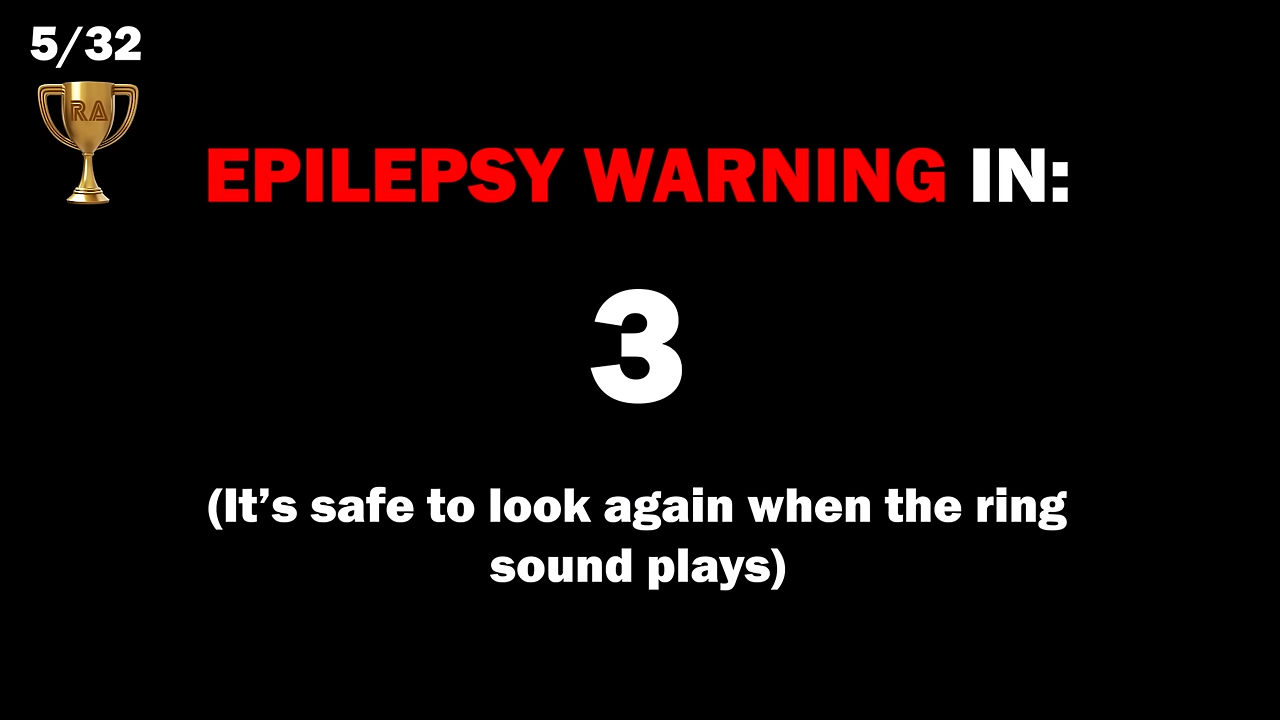 5/32
RA
EPILEPSY WARNING IN:
3
(It’s safe to look again when the ring
sound plays)